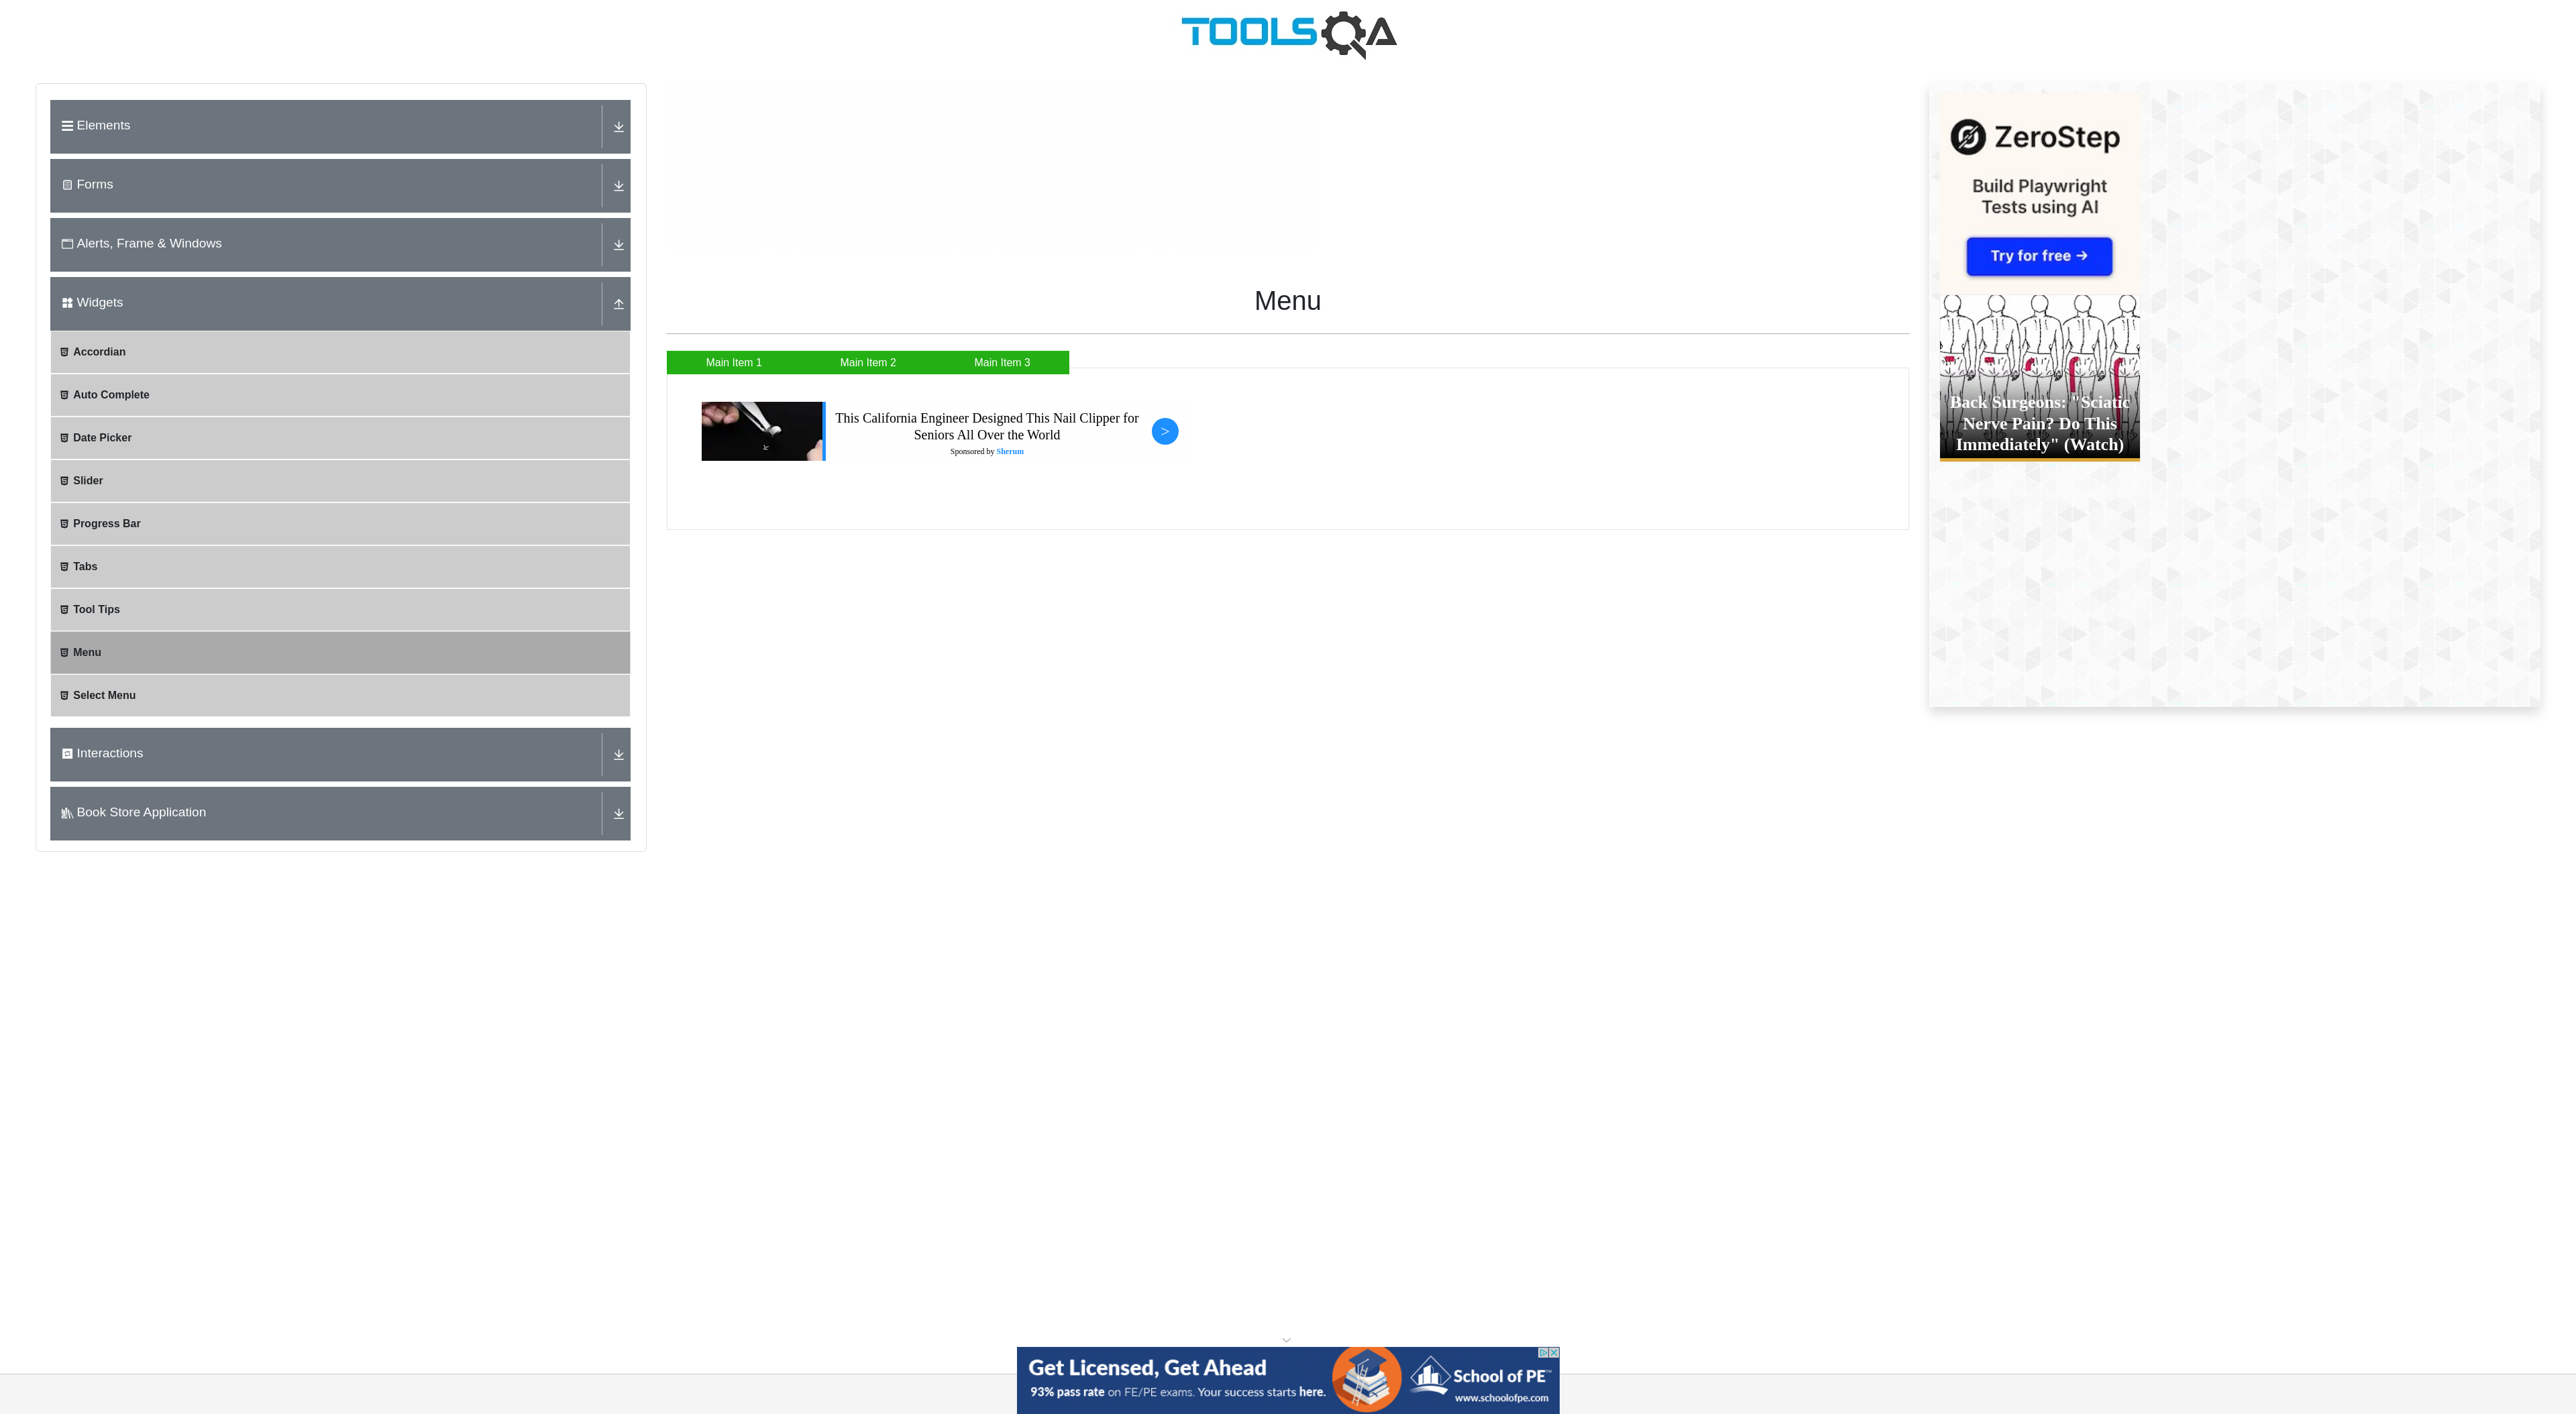 TOOLSQA
Elements
Forms
Alerts, Frame & Windows
Widgets
Accordian
Auto Complete
Date Picker
Slider
Progress Bar
Tabs
Tool Tips
Menu
Select Menu
Interactions
Book Store Application
Menu
Main Item 1
Main Item 2
Main Item 3
This California Engineer Designed This Nail Clipper for
Seniors All Over the World
Sponsored by Sherum
>
ZeroStep
Build Playwright
Tests using AI
Try for free →
Back Surgeons: "Sciatic
Nerve Pain? Do This
Immediately" (Watch)
Get Licensed, Get Ahead
93% pass rate on FE/PE exams. Your success starts here.
School of PE™
www.schoolofpe.com